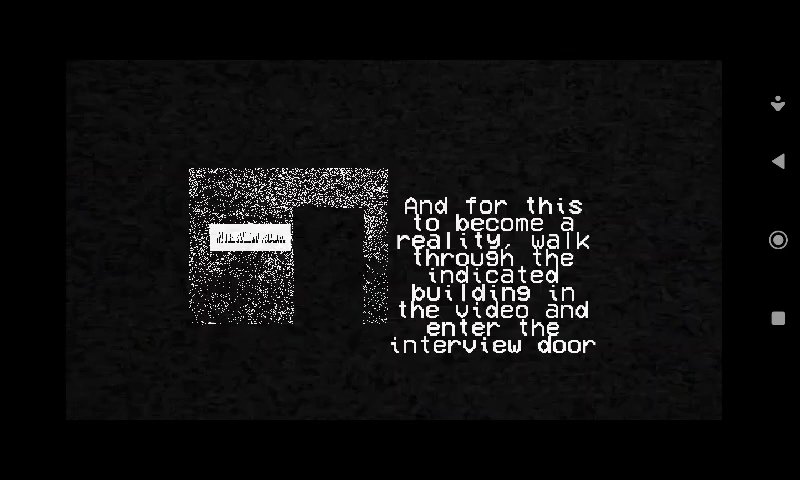 And for this
to become a
reality, walk
through the
indicated
building in
the video and
enter the
interview door